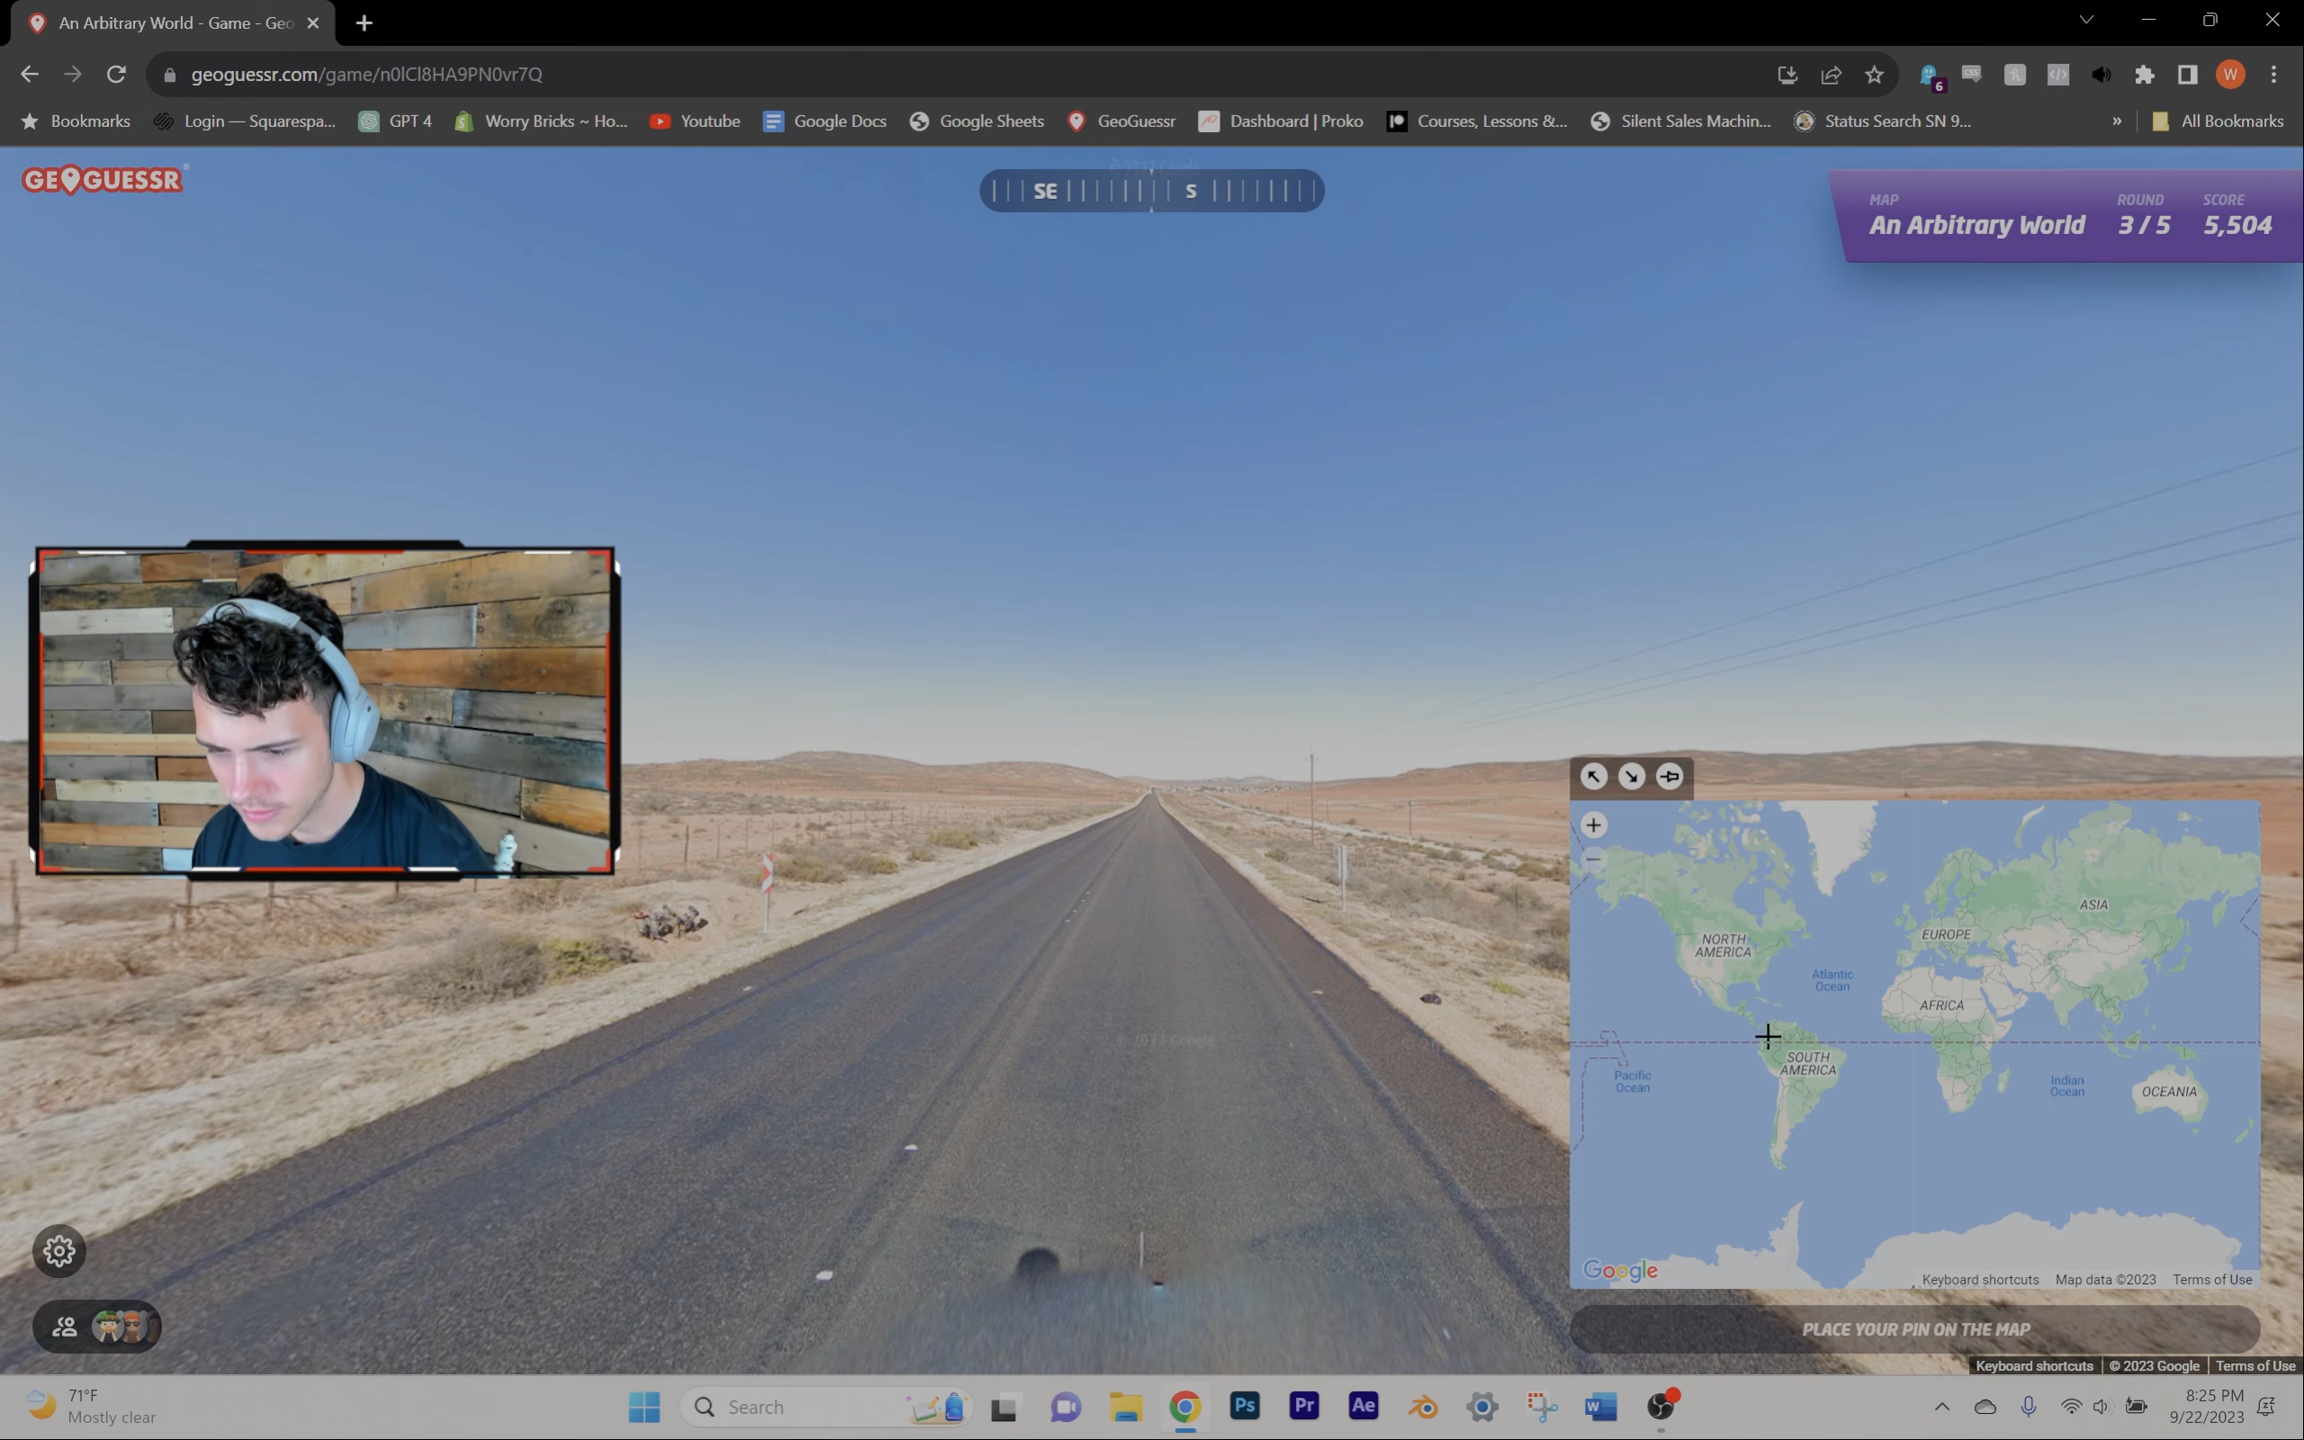 An Arbitrary World - Game - Geo
geoguessr.com/game/n0lCl8HA9PN0vr7Q
6
W
Bookmarks
Login — Squarespa...
GPT 4
Worry Bricks ~ Ho...
Youtube
Google Docs
Google Sheets
GeoGuessr
Dashboard | Proko
Courses, Lessons &...
Silent Sales Machin...
Status Search SN 9...
»
All Bookmarks
GEOGUESSR
SE S
MAP ROUND SCORE
An Arbitrary World 3 / 5 5,504
NORTH AMERICA
Atlantic Ocean
EUROPE
ASIA
AFRICA
SOUTH AMERICA
Pacific Ocean
Indian Ocean
OCEANIA
Google
Keyboard shortcuts Map data ©2023 Terms of Use
PLACE YOUR PIN ON THE MAP
Keyboard shortcuts © 2023 Google Terms of Use
71°F
Mostly clear
Search
Ps
Pr
Ae
W
8:25 PM
9/22/2023